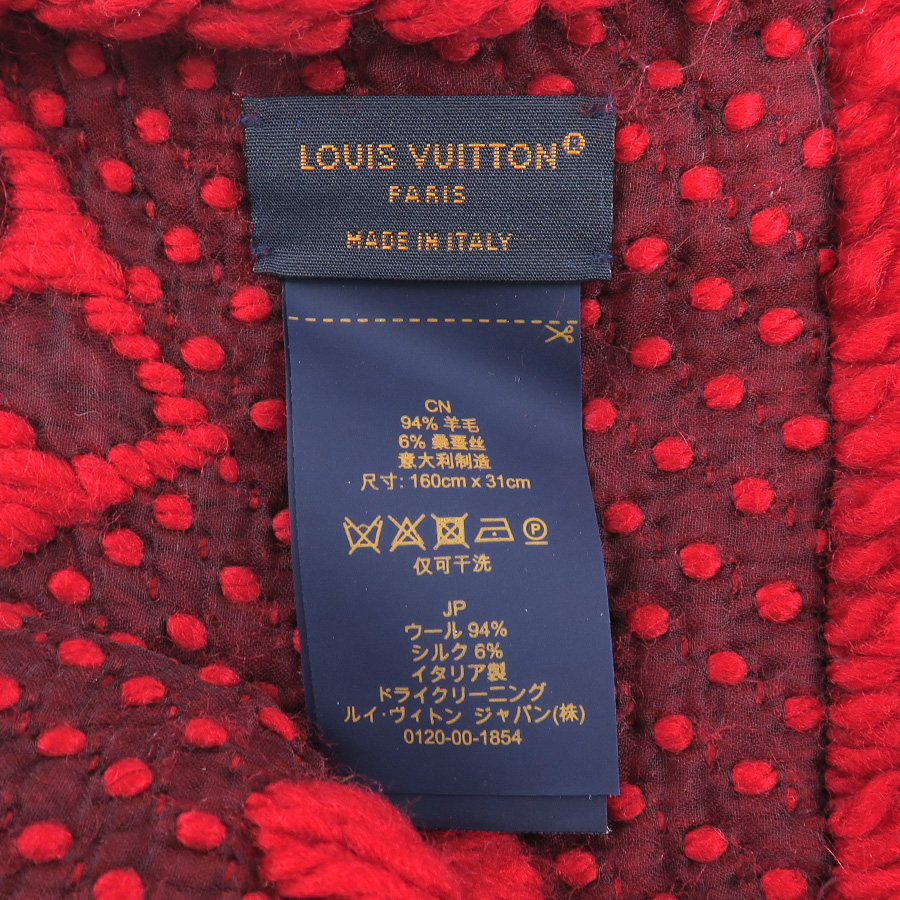 LOUIS VUITTON®
PARIS
MADE IN ITALY
CN
94% 羊毛
6% 桑蚕丝
意大利制造
尺寸: 160cm x 31cm
P
仅可干洗
JP
ウール 94%
シルク 6%
イタリア製
ドライクリーニング
ルイ・ヴィトン ジャパン(株)
0120-00-1854